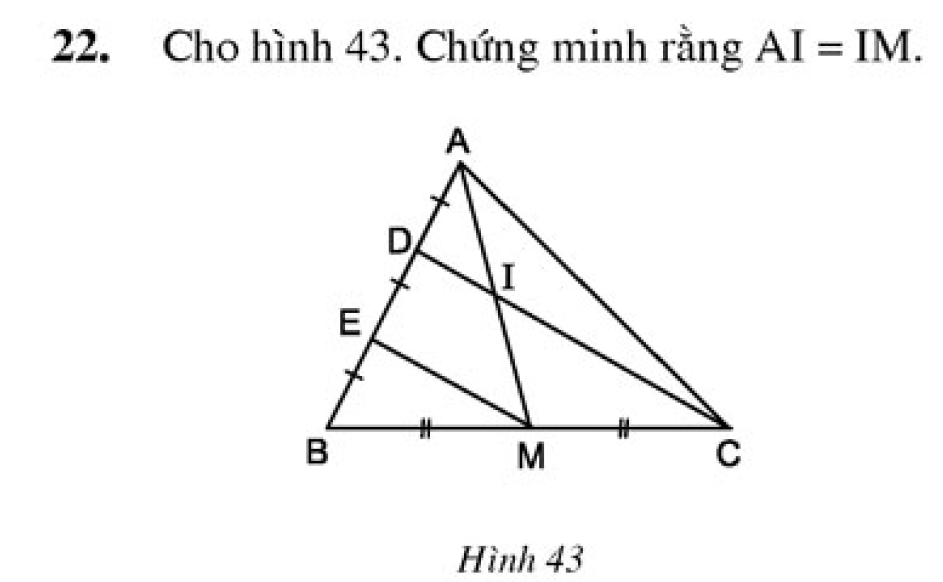 22. Cho hình 43. Chứng minh rằng AI = IM.
A
D
I
E
B
M
C
Hình 43